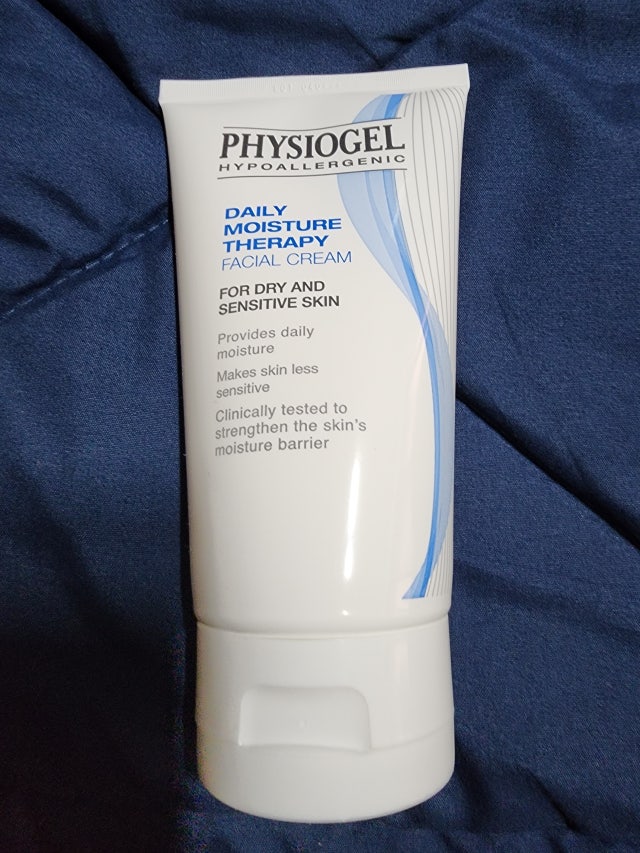 PHYSIOGEL
HYPOALLERGENIC
DAILY
MOISTURE
THERAPY
FACIAL CREAM
FOR DRY AND
SENSITIVE SKIN
Provides daily
moisture
Makes skin less
sensitive
Clinically tested to
strengthen the skin's
moisture barrier